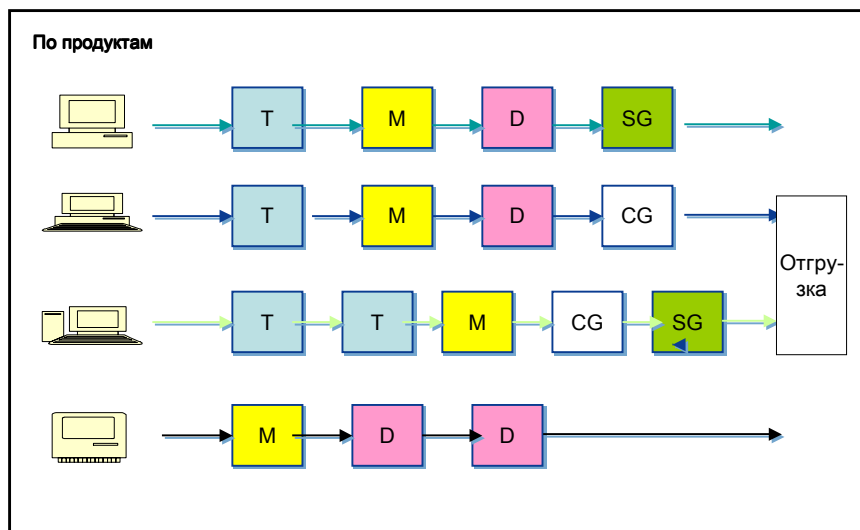 По продуктам
T M D SG
T M D CG
Отгру-
зка
T T M CG SG
M D D